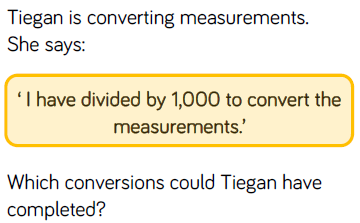 Tiegan is converting measurements.
She says:
‘ I have divided by 1,000 to convert the
measurements.’
Which conversions could Tiegan have
completed?